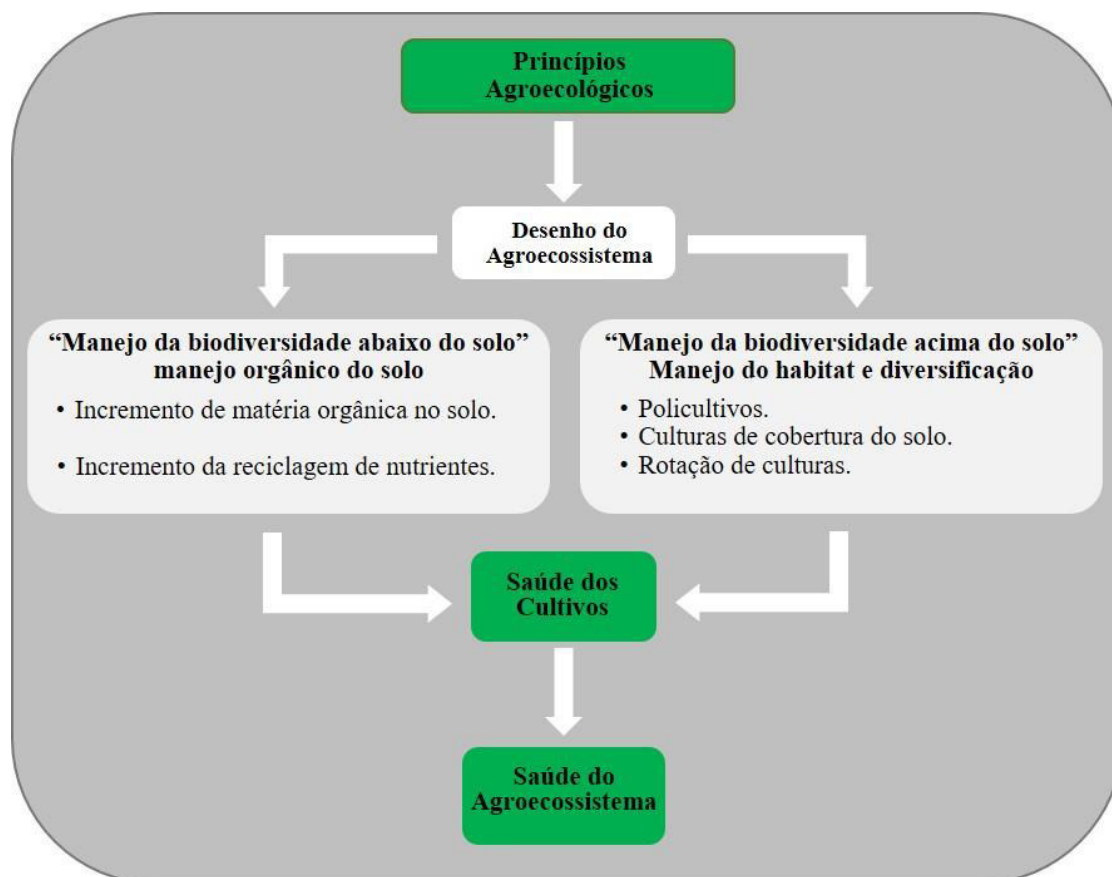 Princípios
Agroecológicos
Desenho do
Agroecossistema
“Manejo da biodiversidade abaixo do solo”
manejo orgânico do solo
• Incremento de matéria orgânica no solo.
• Incremento da reciclagem de nutrientes.
“Manejo da biodiversidade acima do solo”
Manejo do habitat e diversificação
• Policultivos.
• Culturas de cobertura do solo.
• Rotação de culturas.
Saúde dos
Cultivos
Saúde do
Agroecossistema